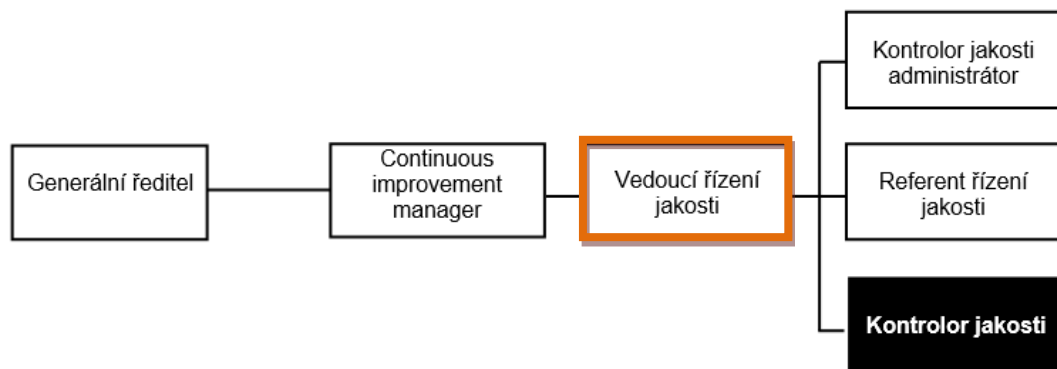 Generální ředitel
Continuous
improvement
manager
Vedoucí řízení
jakosti
Kontrolor jakosti
administrátor
Referent řízení
jakosti
Kontrolor jakosti